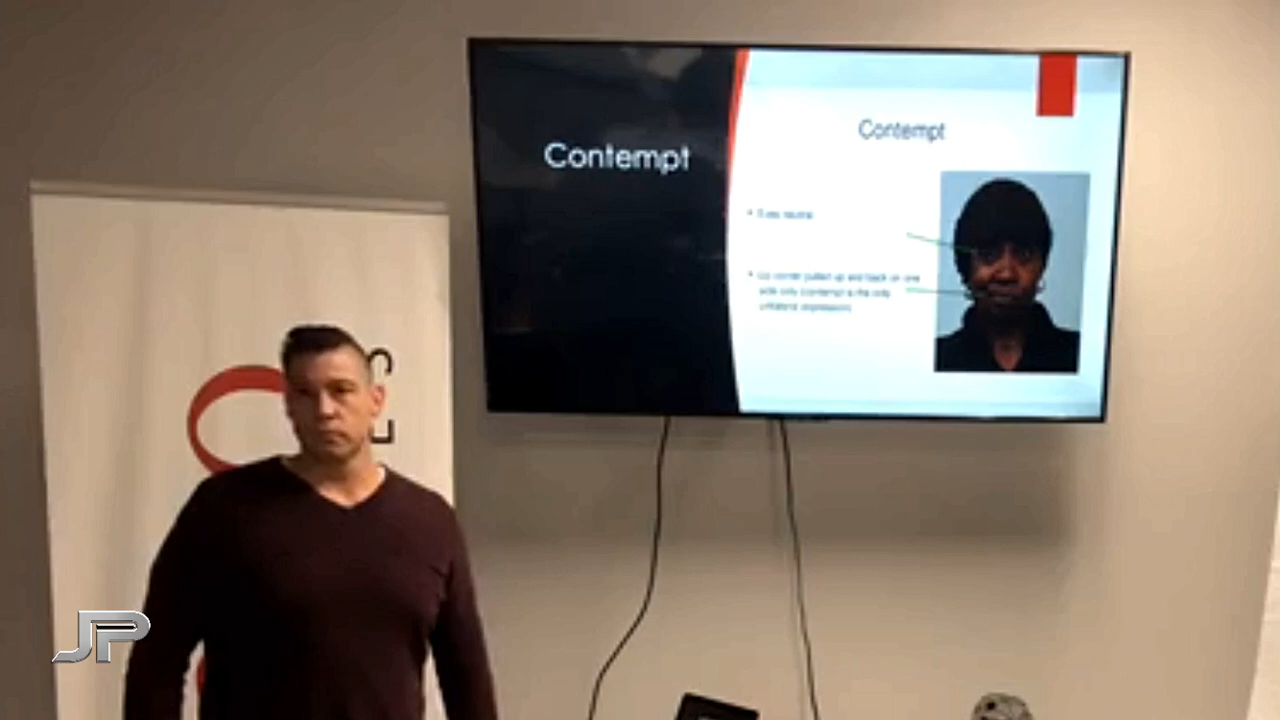 Contempt
Contempt
• Eyes neutral
• Lip corner pulled up and back on one
side only (contempt is the only
unilateral expression)
JP